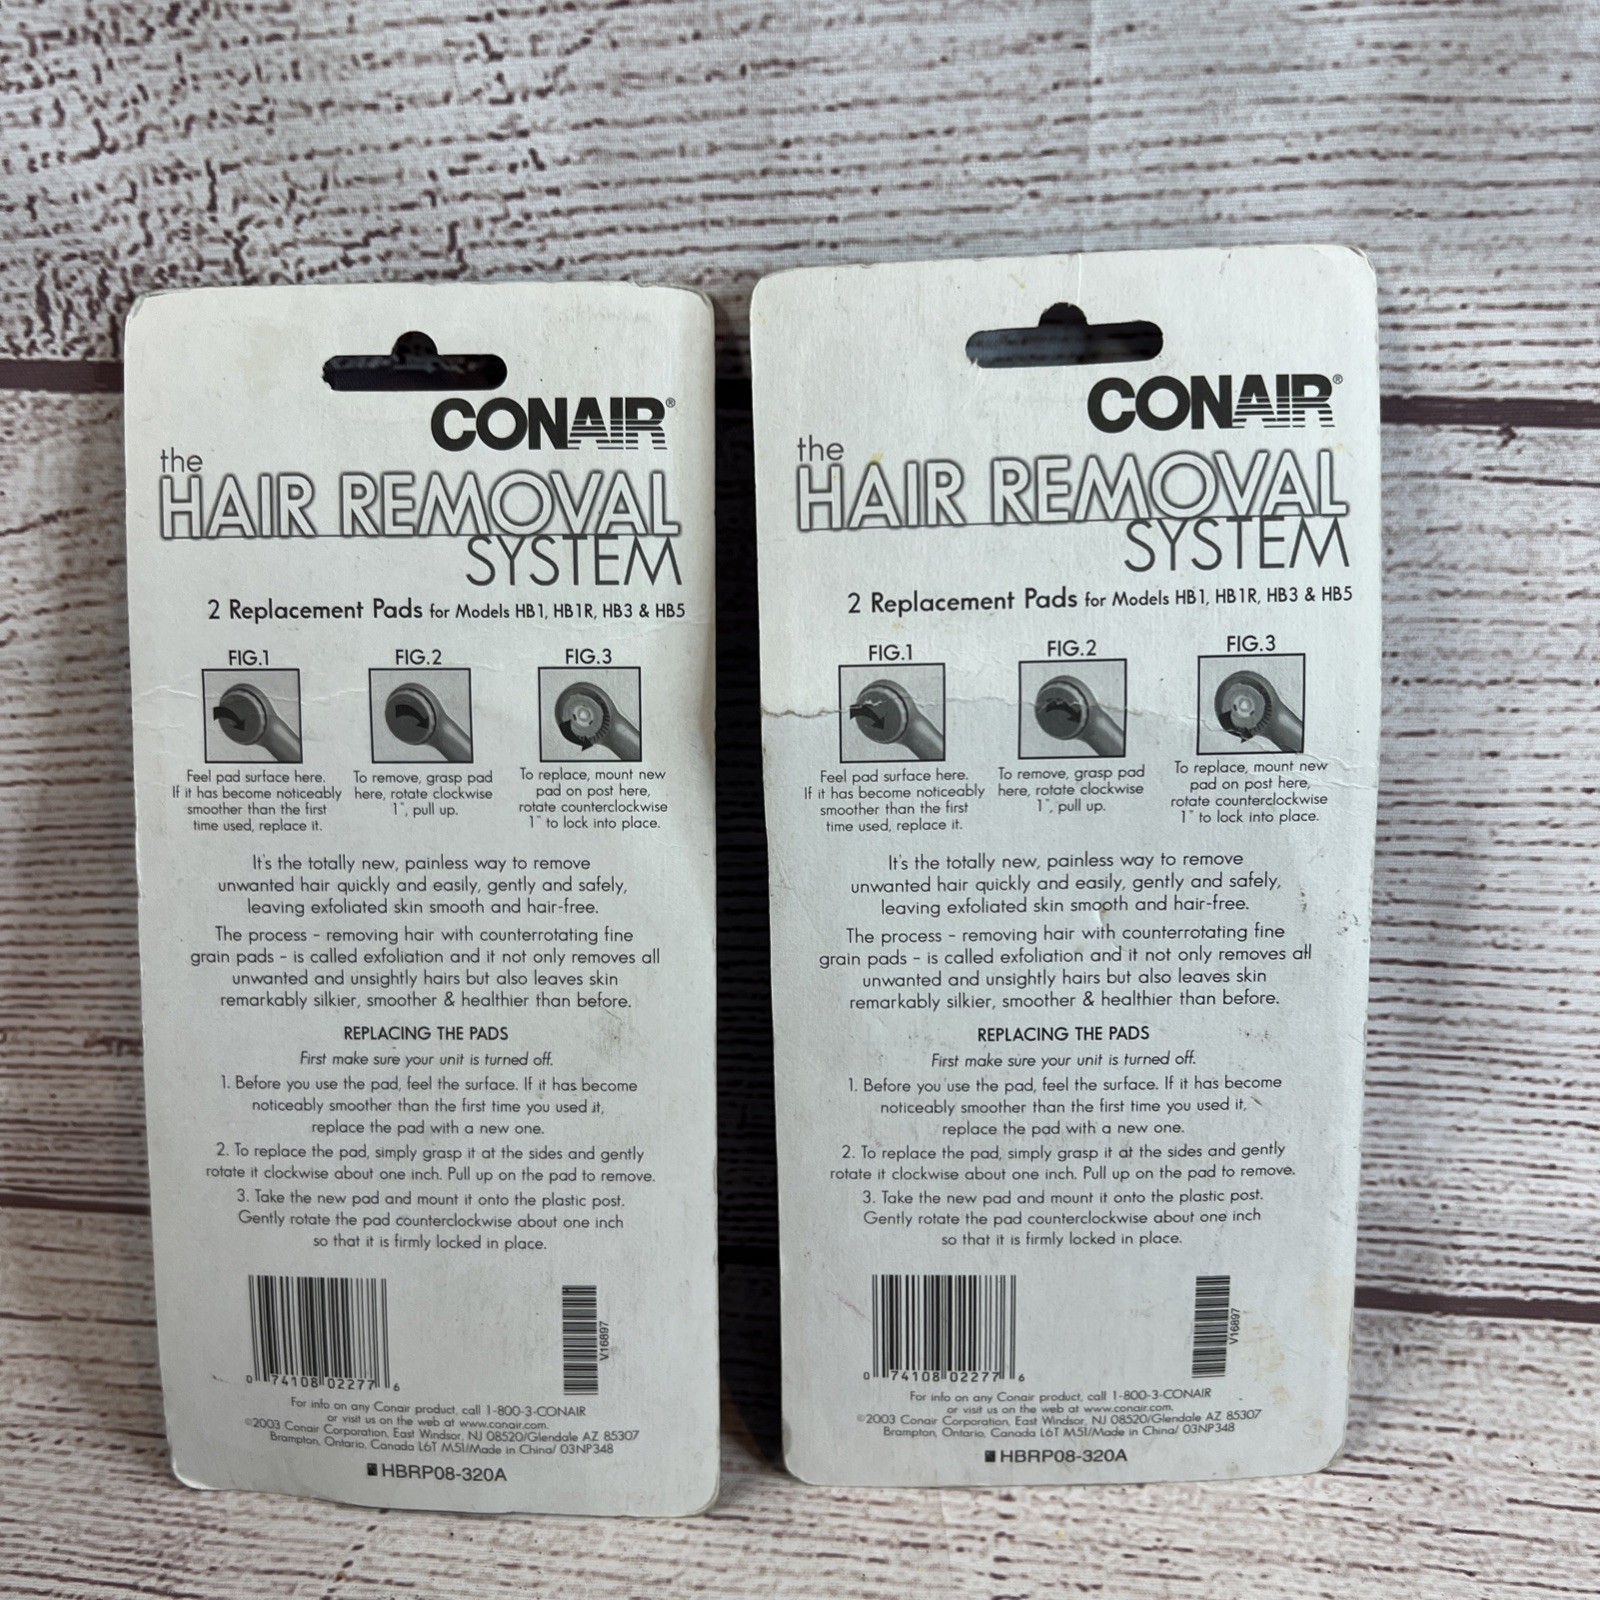 CONAIR®
the
HAIR REMOVAL
SYSTEM
2 Replacement Pads for Models HB1, HB1R, HB3 & HB5
FIG.1
Feel pad surface here.
If it has become noticeably
smoother than the first
time used, replace it.
FIG.2
To remove, grasp pad
here, rotate clockwise
1", pull up.
FIG.3
To replace, mount new
pad on post here,
rotate counterclockwise
1" to lock into place.
It's the totally new, painless way to remove
unwanted hair quickly and easily, gently and safely,
leaving exfoliated skin smooth and hair-free.
The process - removing hair with counterrotating fine
grain pads - is called exfoliation and it not only removes all
unwanted and unsightly hairs but also leaves skin
remarkably silkier, smoother & healthier than before.
REPLACING THE PADS
First make sure your unit is turned off.
1. Before you use the pad, feel the surface. If it has become
noticeably smoother than the first time you used it,
replace the pad with a new one.
2. To replace the pad, simply grasp it at the sides and gently
rotate it clockwise about one inch. Pull up on the pad to remove.
3. Take the new pad and mount it onto the plastic post.
Gently rotate the pad counterclockwise about one inch
so that it is firmly locked in place.
0 74108 02277 6
V16897
For info on any Conair product, call 1-800-3-CONAIR
or visit us on the web at www.conair.com.
©2003 Conair Corporation, East Windsor, NJ 08520/Glendale AZ 85307
Brampton, Ontario, Canada L6T M51/Made in China/ 03NP348
HBRP08-320A
CONAIR®
the
HAIR REMOVAL
SYSTEM
2 Replacement Pads for Models HB1, HB1R, HB3 & HB5
FIG.1
Feel pad surface here.
If it has become noticeably
smoother than the first
time used, replace it.
FIG.2
To remove, grasp pad
here, rotate clockwise
1", pull up.
FIG.3
To replace, mount new
pad on post here,
rotate counterclockwise
1" to lock into place.
It's the totally new, painless way to remove
unwanted hair quickly and easily, gently and safely,
leaving exfoliated skin smooth and hair-free.
The process - removing hair with counterrotating fine
grain pads - is called exfoliation and it not only removes all
unwanted and unsightly hairs but also leaves skin
remarkably silkier, smoother & healthier than before.
REPLACING THE PADS
First make sure your unit is turned off.
1. Before you use the pad, feel the surface. If it has become
noticeably smoother than the first time you used it,
replace the pad with a new one.
2. To replace the pad, simply grasp it at the sides and gently
rotate it clockwise about one inch. Pull up on the pad to remove.
3. Take the new pad and mount it onto the plastic post.
Gently rotate the pad counterclockwise about one inch
so that it is firmly locked in place.
0 74108 02277 6
V16897
For info on any Conair product, call 1-800-3-CONAIR
or visit us on the web at www.conair.com.
©2003 Conair Corporation, East Windsor, NJ 08520/Glendale AZ 85307
Brampton, Ontario, Canada L6T M51/Made in China/ 03NP348
HBRP08-320A